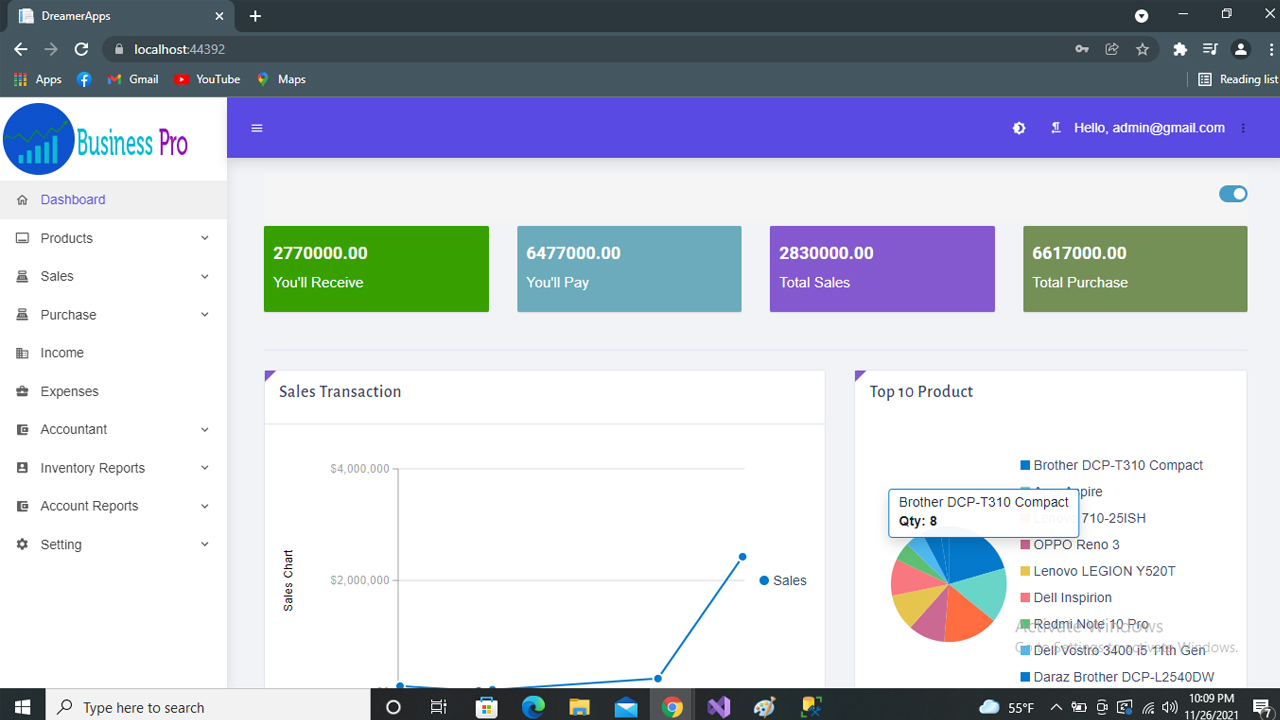 DreamerApps
localhost:44392
Apps
Gmail
YouTube
Maps
Reading list
Business Pro
Hello, admin@gmail.com
Dashboard
Products
Sales
Purchase
Income
Expenses
Accountant
Inventory Reports
Account Reports
Setting
2770000.00
You'll Receive
6477000.00
You'll Pay
2830000.00
Total Sales
6617000.00
Total Purchase
Sales Transaction
$4,000,000
$2,000,000
Sales Chart
Sales
Top 10 Product
Brother DCP-T310 Compact
Qty: 8
Brother DCP-T310 Compact
Aspire
710-25ISH
OPPO Reno 3
Lenovo LEGION Y520T
Dell Inspirion
Redmi Note 10 Pro
Dell Vostro 3400 i5 11th Gen
Daraz Brother DCP-L2540DW
Activate Windows
Go to Settings to activate Windows.
Type here to search
55°F
10:09 PM
11/26/2021
7